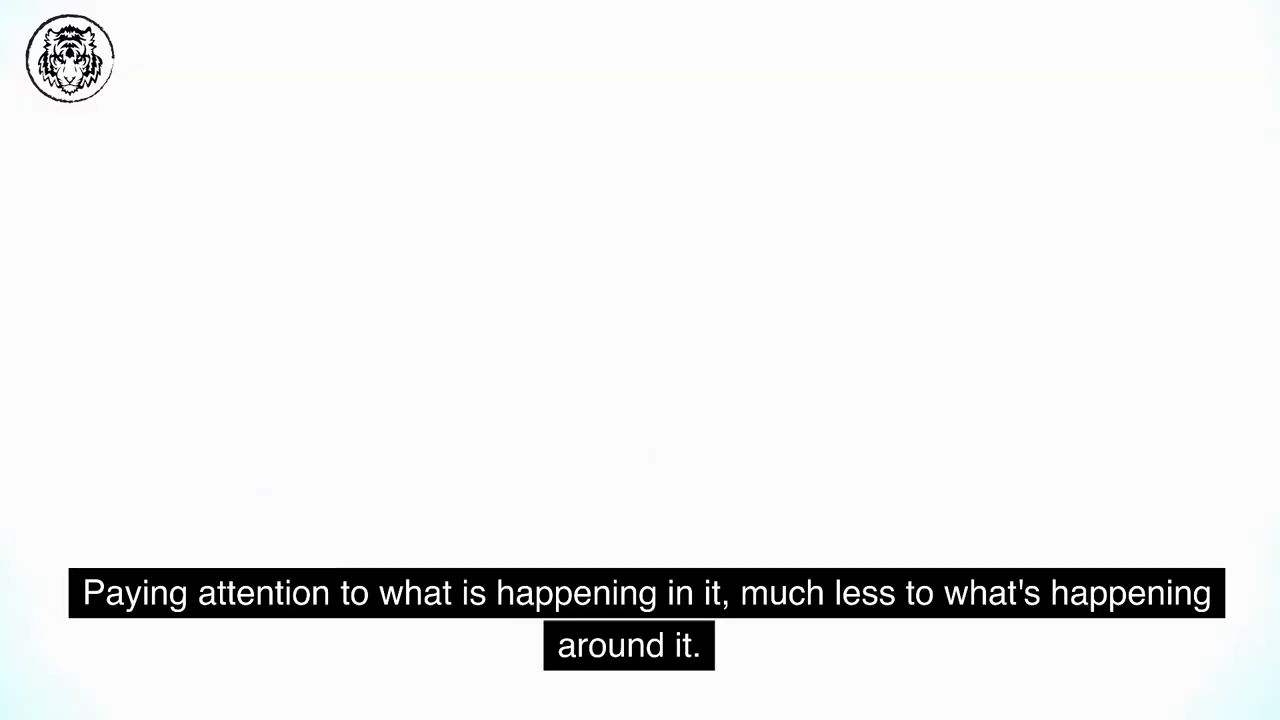 Paying attention to what is happening in it, much less to what's happening
around it.